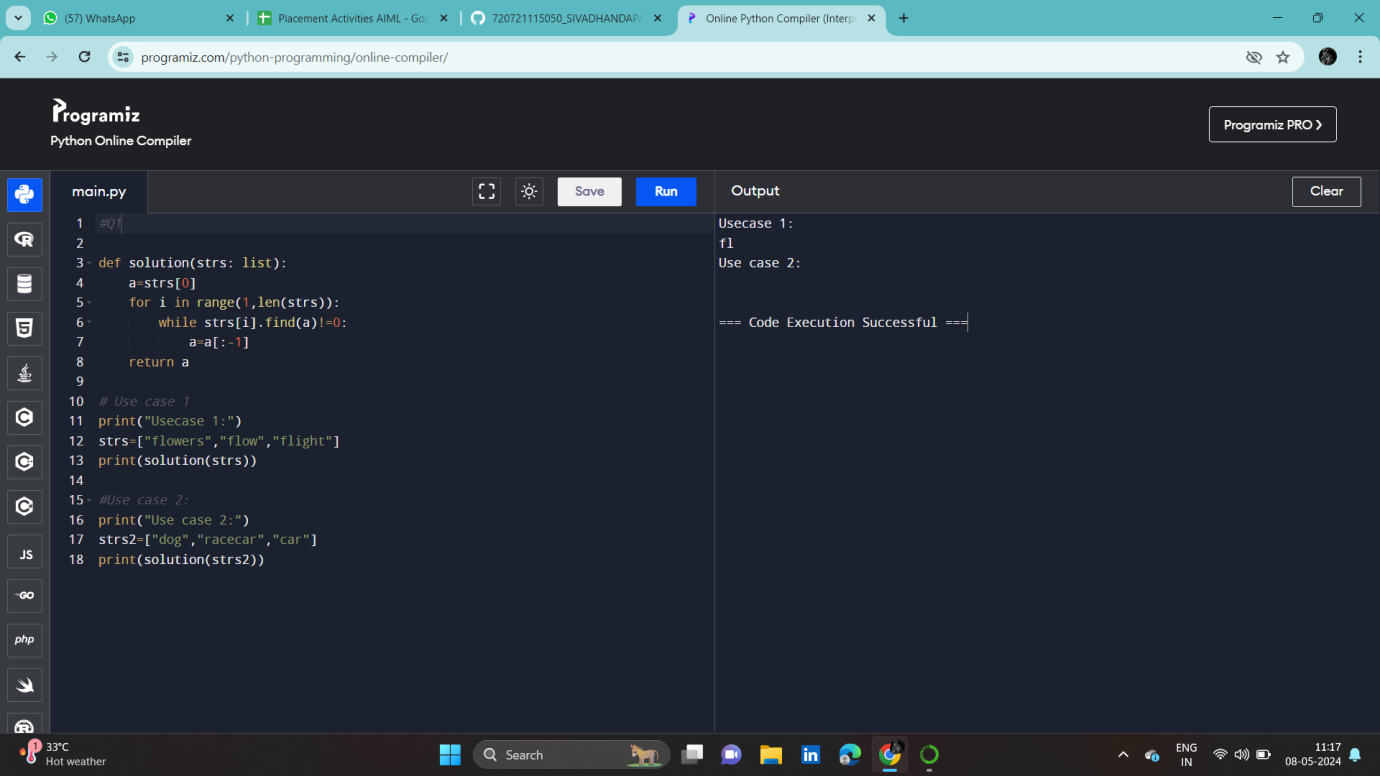 (57) WhatsApp
Placement Activities AIML - Goo
720721115050_SIVADHANDAPA
Online Python Compiler (Interp
programiz.com/python-programming/online-compiler/
Programiz
Python Online Compiler
Programiz PRO ❯
main.py
Save
Run
Output
Clear
1 #Q1
2
3 def solution(strs: list):
4 a=strs[0]
5 for i in range(1,len(strs)):
6 while strs[i].find(a)!=0:
7 a=a[:-1]
8 return a
9
10 # Use case 1
11 print("Usecase 1:")
12 strs=["flowers","flow","flight"]
13 print(solution(strs))
14
15 #Use case 2:
16 print("Use case 2:")
17 strs2=["dog","racecar","car"]
18 print(solution(strs2))
Usecase 1:
fl
Use case 2:
=== Code Execution Successful ===
R
5
C
C
C
JS
GO
php
1
33°C
Hot weather
Search
in
ENG
IN
11:17
08-05-2024